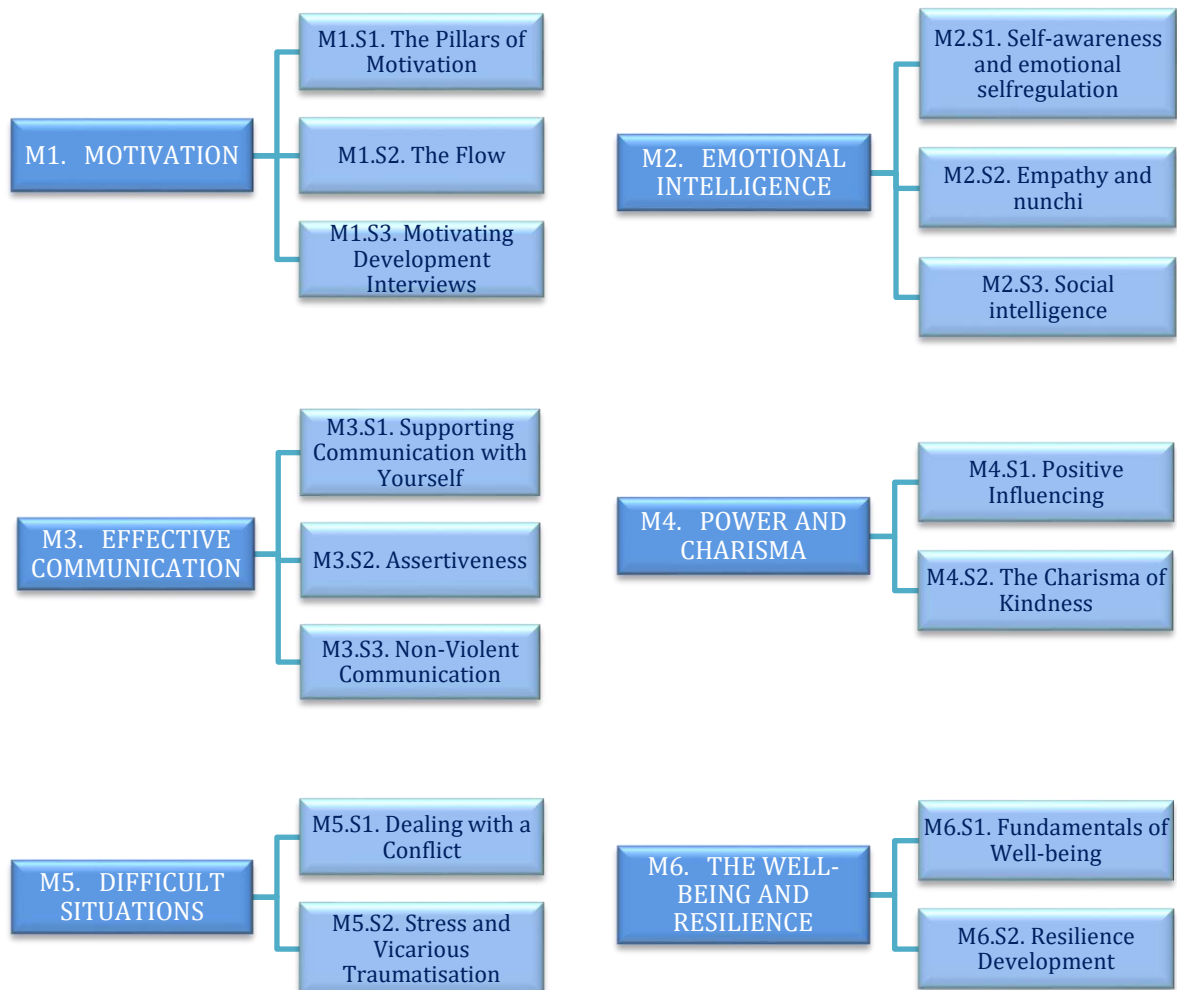 M1. MOTIVATION
M1.S1. The Pillars of
Motivation
M1.S2. The Flow
M1.S3. Motivating
Development
Interviews
M2. EMOTIONAL
INTELLIGENCE
M2.S1. Self-awareness
and emotional
selfregulation
M2.S2. Empathy and
nunchi
M2.S3. Social
intelligence
M3. EFFECTIVE
COMMUNICATION
M3.S1. Supporting
Communication with
Yourself
M3.S2. Assertiveness
M3.S3. Non-Violent
Communication
M4. POWER AND
CHARISMA
M4.S1. Positive
Influencing
M4.S2. The Charisma of
Kindness
M5. DIFFICULT
SITUATIONS
M5.S1. Dealing with a
Conflict
M5.S2. Stress and
Vicarious
Traumatisation
M6. THE WELL-
BEING AND
RESILIENCE
M6.S1. Fundamentals of
Well-being
M6.S2. Resilience
Development